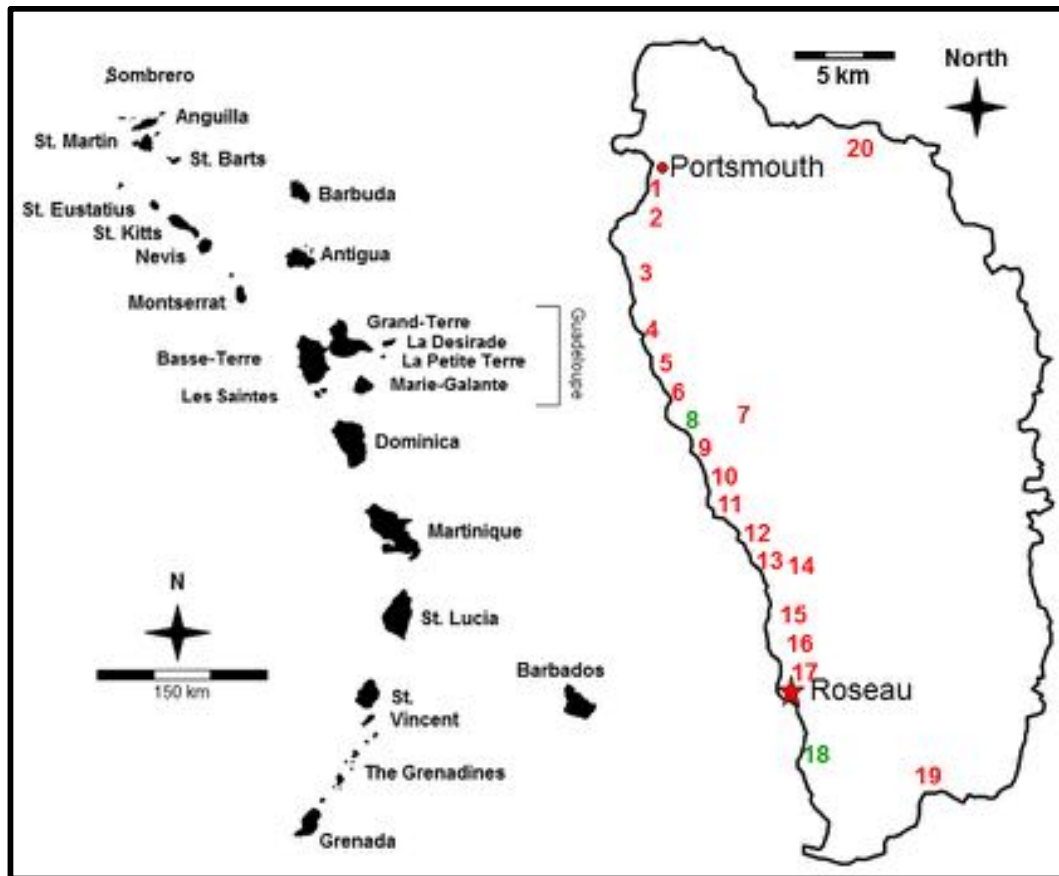 Sombrero
Anguilla
St. Martin
St. Barts
Barbuda
St. Eustatius
St. Kitts
Nevis
Antigua
Montserrat
Grand-Terre
La Desirade
Basse-Terre
La Petite Terre
Marie-Galante
Les Saintes
Guadeloupe
Dominica
Martinique
N
St. Lucia
150 km
Barbados
St.
Vincent
The Grenadines
Grenada
5 km
North
20
Portsmouth
1
2
3
4
5
6
7
8
9
10
11
12
13
14
15
16
17
Roseau
18
19